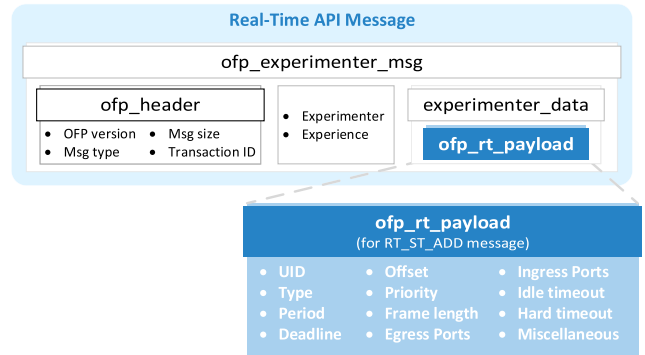 Real-Time API Message
ofp_experimenter_msg
ofp_header
• OFP version • Msg size
• Msg type • Transaction ID
• Experimenter
• Experience
experimenter_data
ofp_rt_payload
ofp_rt_payload
(for RT_ST_ADD message)
• UID • Offset • Ingress Ports
• Type • Priority • Idle timeout
• Period • Frame length • Hard timeout
• Deadline • Egress Ports • Miscellaneous